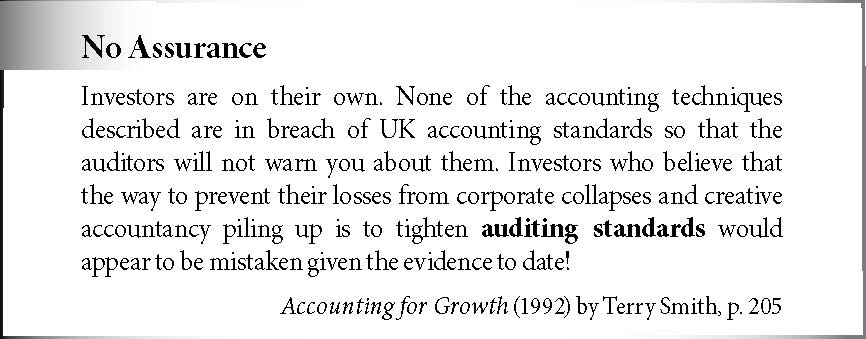 No Assurance
Investors are on their own. None of the accounting techniques
described are in breach of UK accounting standards so that the
auditors will not warn you about them. Investors who believe that
the way to prevent their losses from corporate collapses and creative
accountancy piling up is to tighten auditing standards would
appear to be mistaken given the evidence to date!
Accounting for Growth (1992) by Terry Smith, p. 205